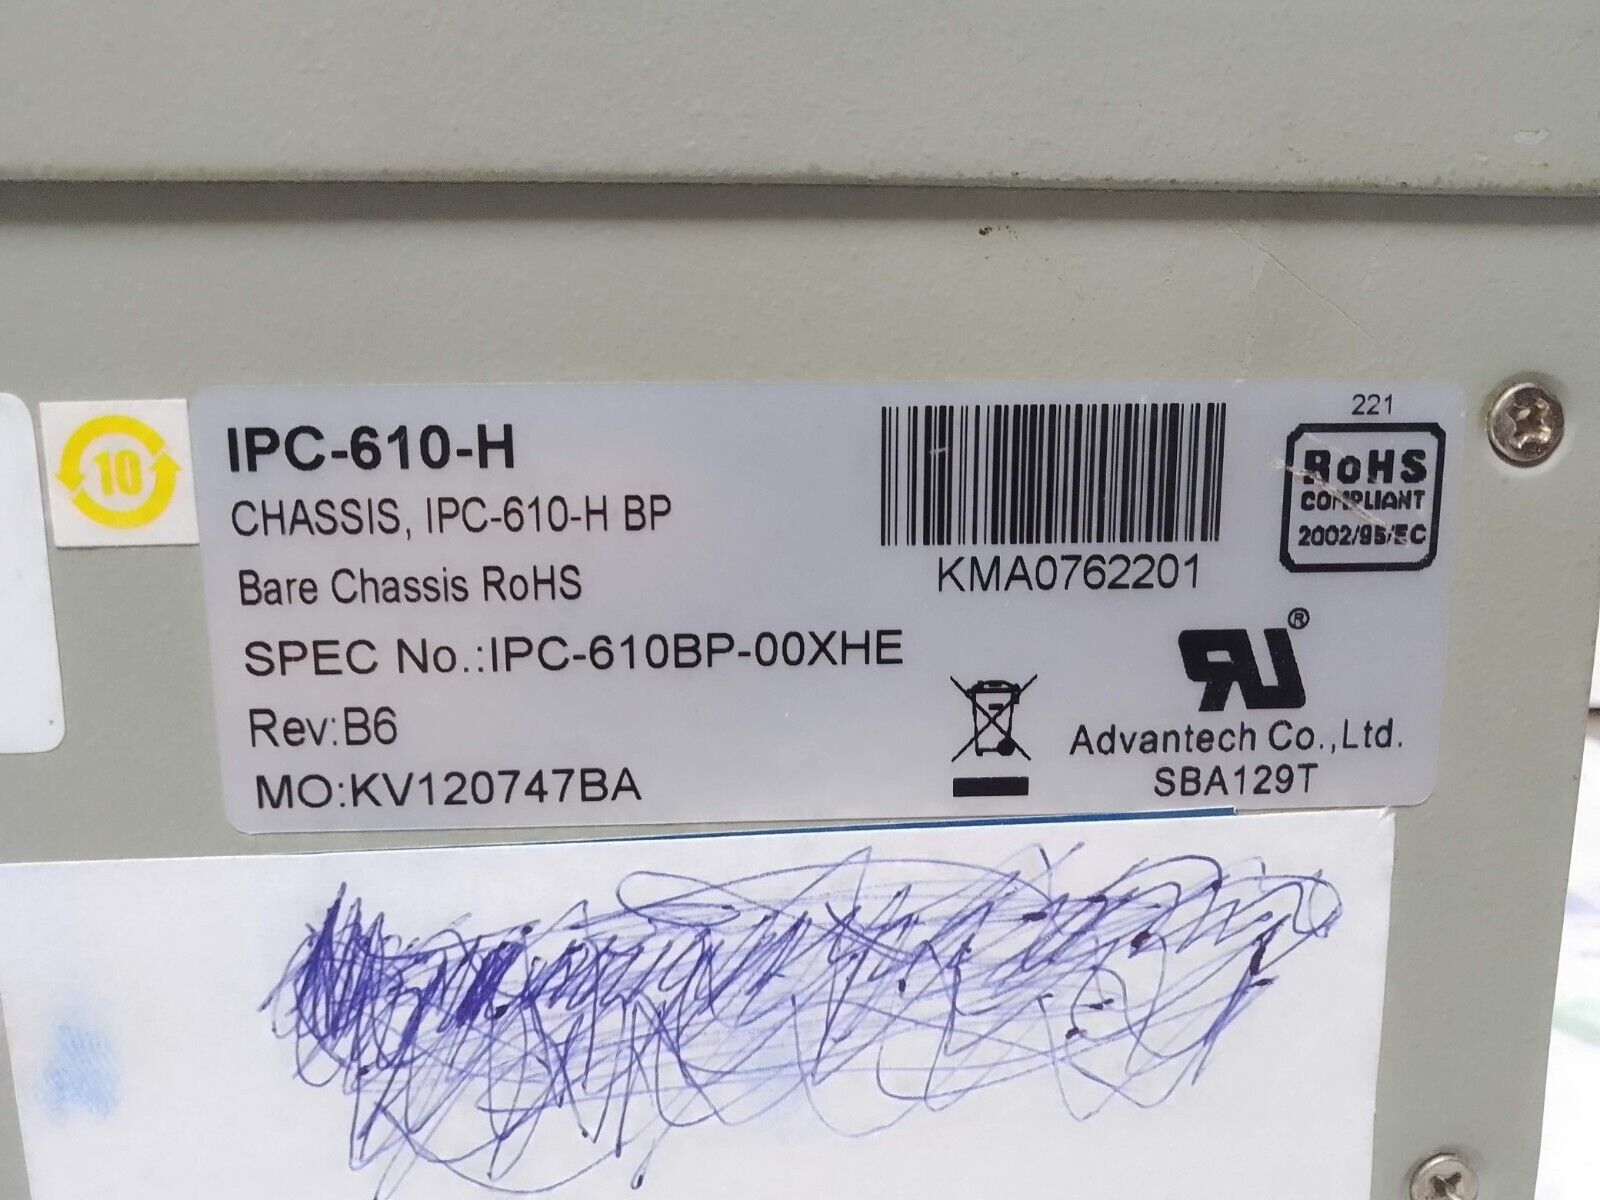 10
IPC-610-H
CHASSIS, IPC-610-H BP
Bare Chassis RoHS
SPEC No.:IPC-610BP-00XHE
Rev:B6
MO:KV120747BA
KMA0762201
221
RoHS
COMPLIANT
2002/95/EC
®
Advantech Co.,Ltd.
SBA129T